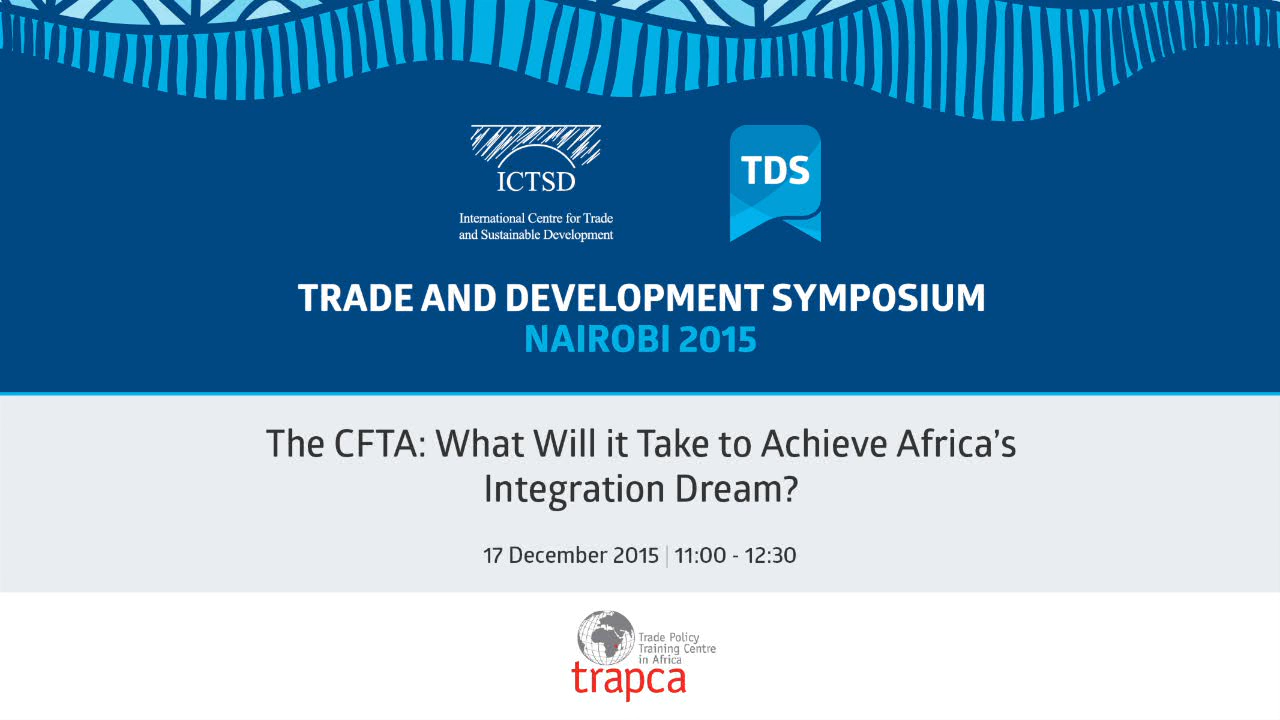 ICTSD
International Centre for Trade
and Sustainable Development
TDS
TRADE AND DEVELOPMENT SYMPOSIUM
NAIROBI 2015
The CFTA: What Will it Take to Achieve Africa's
Integration Dream?
17 December 2015 | 11:00 - 12:30
Trade Policy
Training Centre
in Africa
trapca